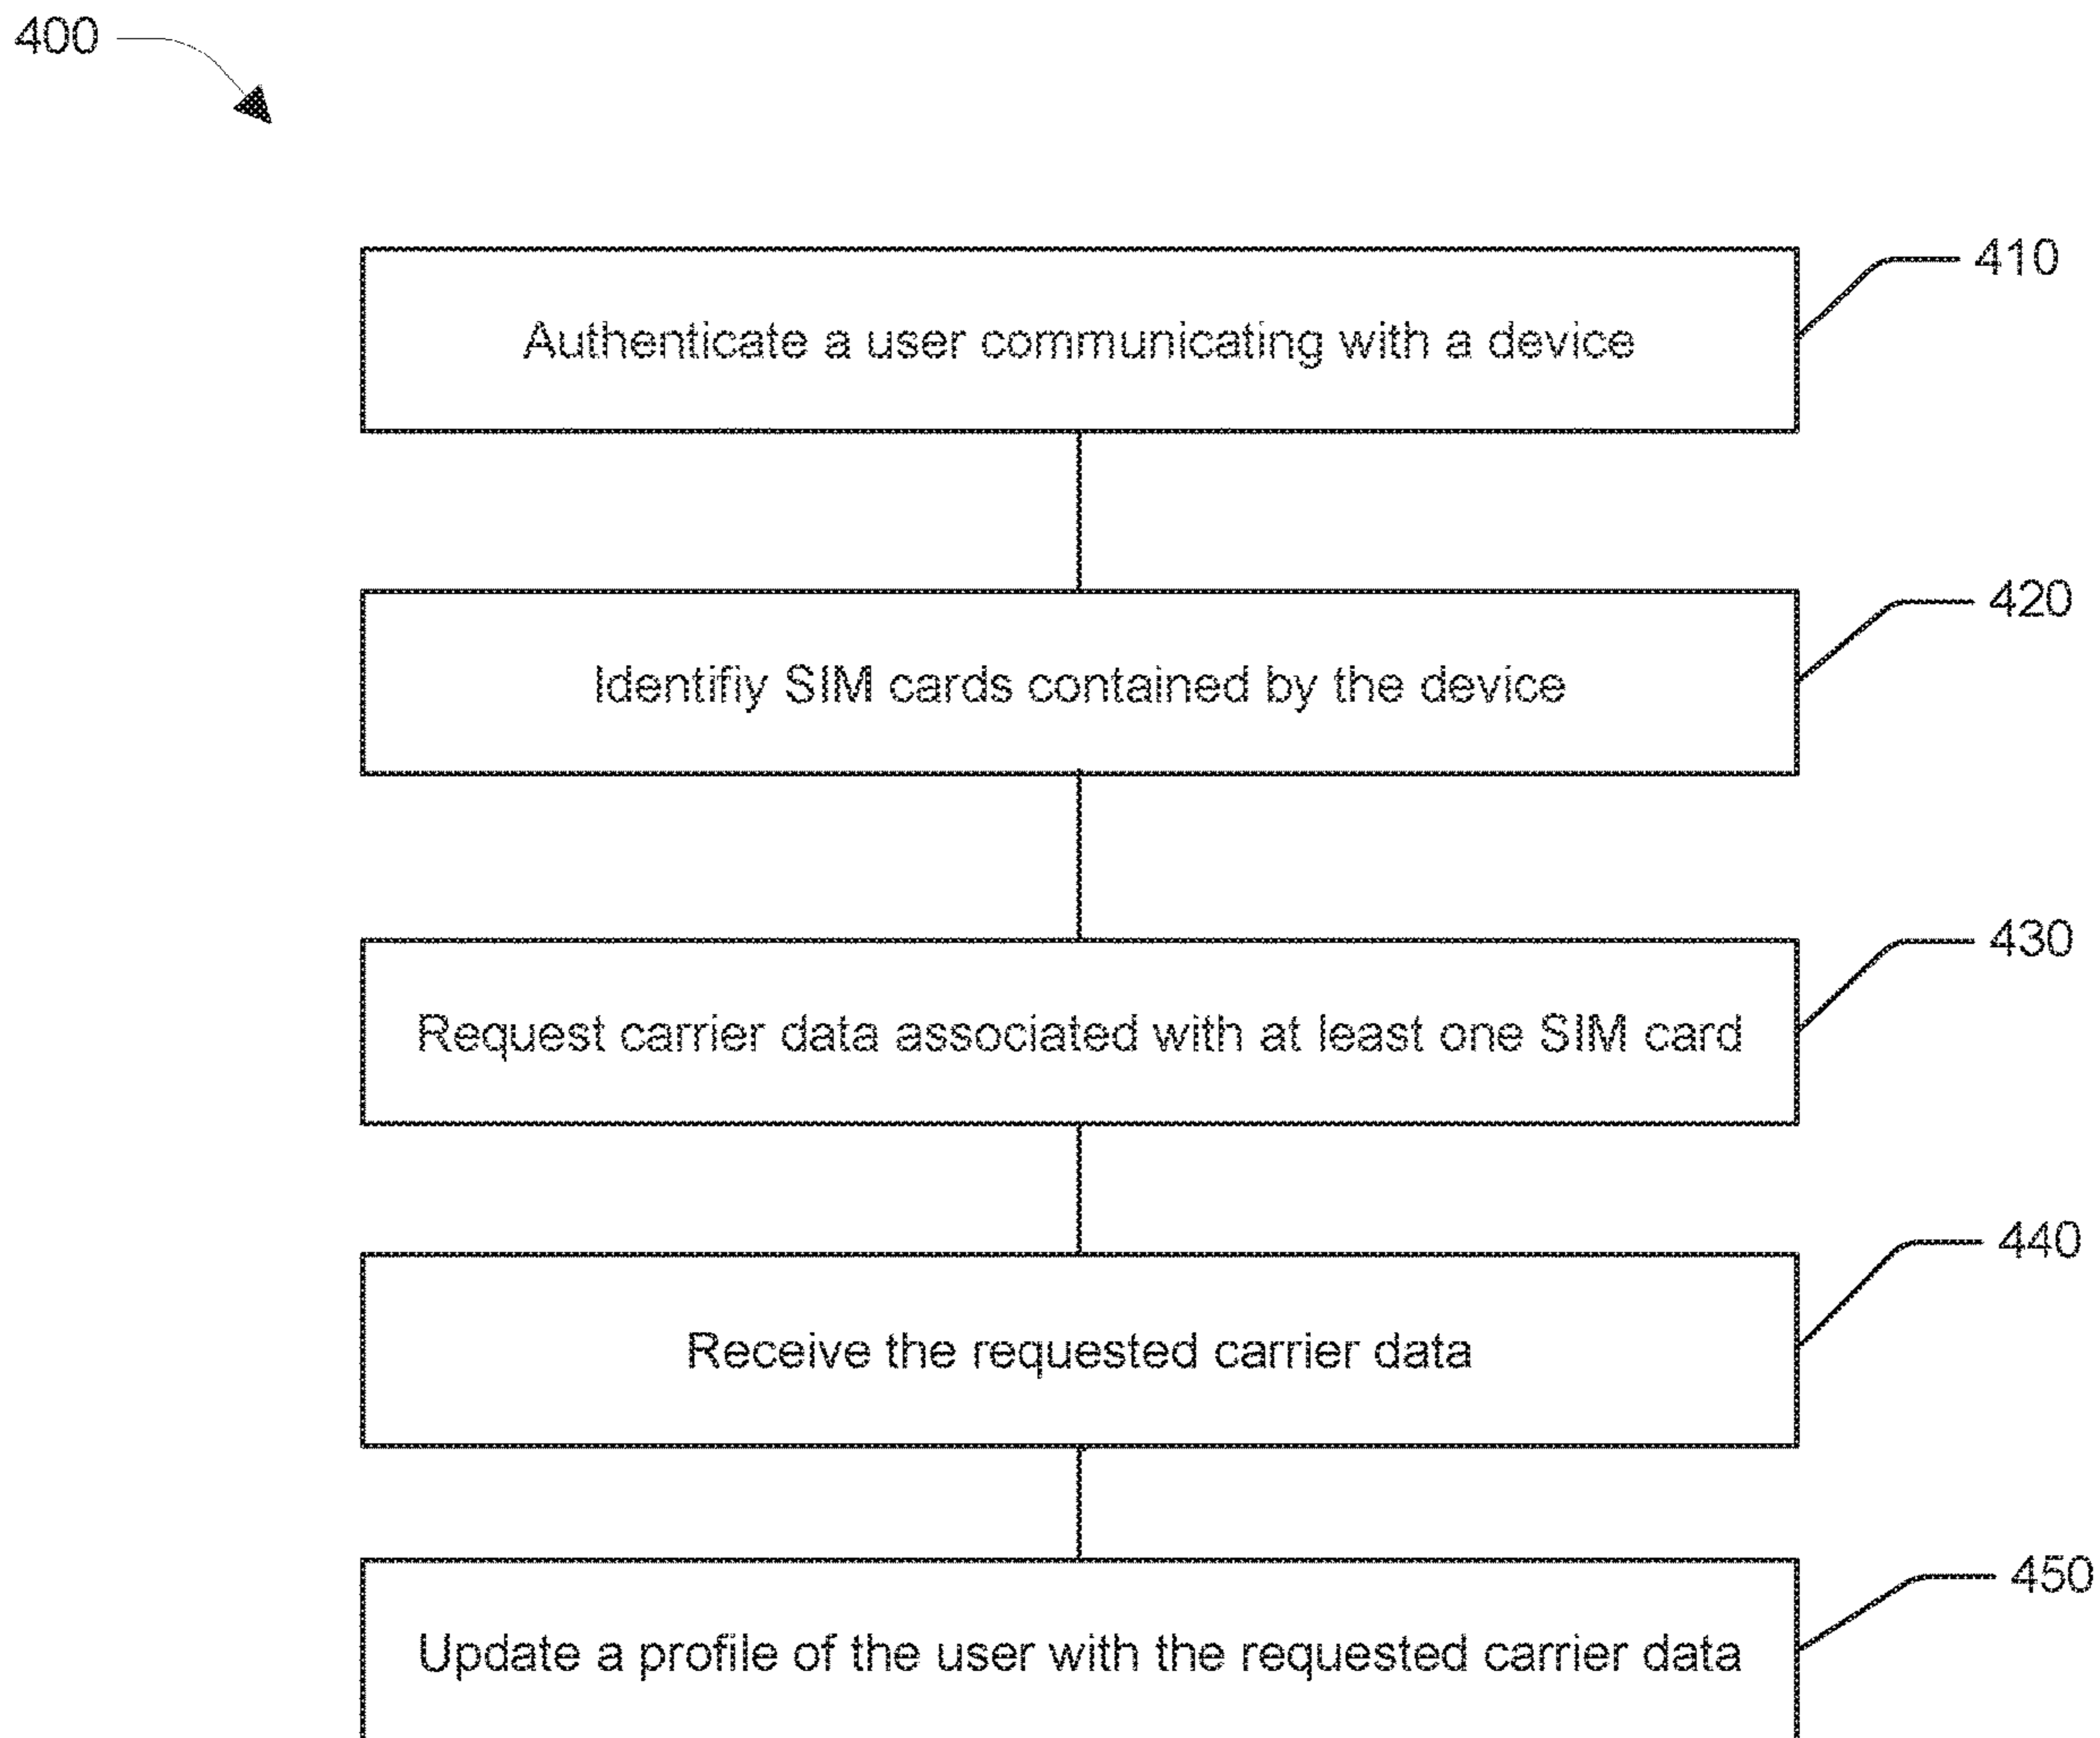 400
410
Authenticate a user communicating with a device
420
Identifiy SIM cards contained by the device
430
Request carrier data associated with at least one SIM card
440
Receive the requested carrier data
450
Update a profile of the user with the requested carrier data